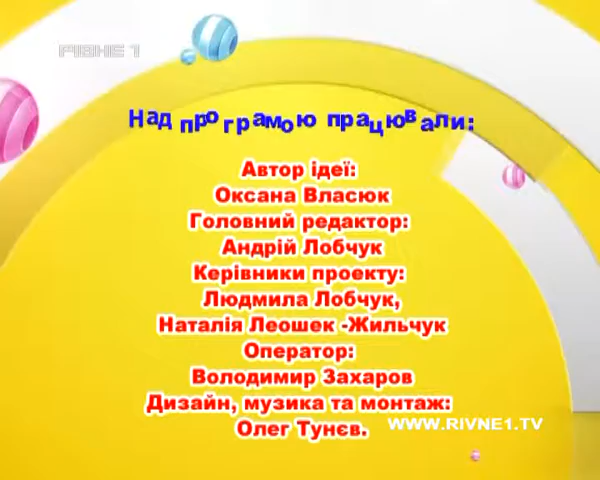 РІВНЕ 1
Над програмою працювали:
Автор ідеї:
Оксана Власюк
Головний редактор:
Андрій Лобчук
Керівники проекту:
Людмила Лобчук,
Наталія Леошек -Жильчук
Оператор:
Володимир Захаров
Дизайн, музика та монтаж:
Олег Тунєв.
WWW.RIVNE1.TV